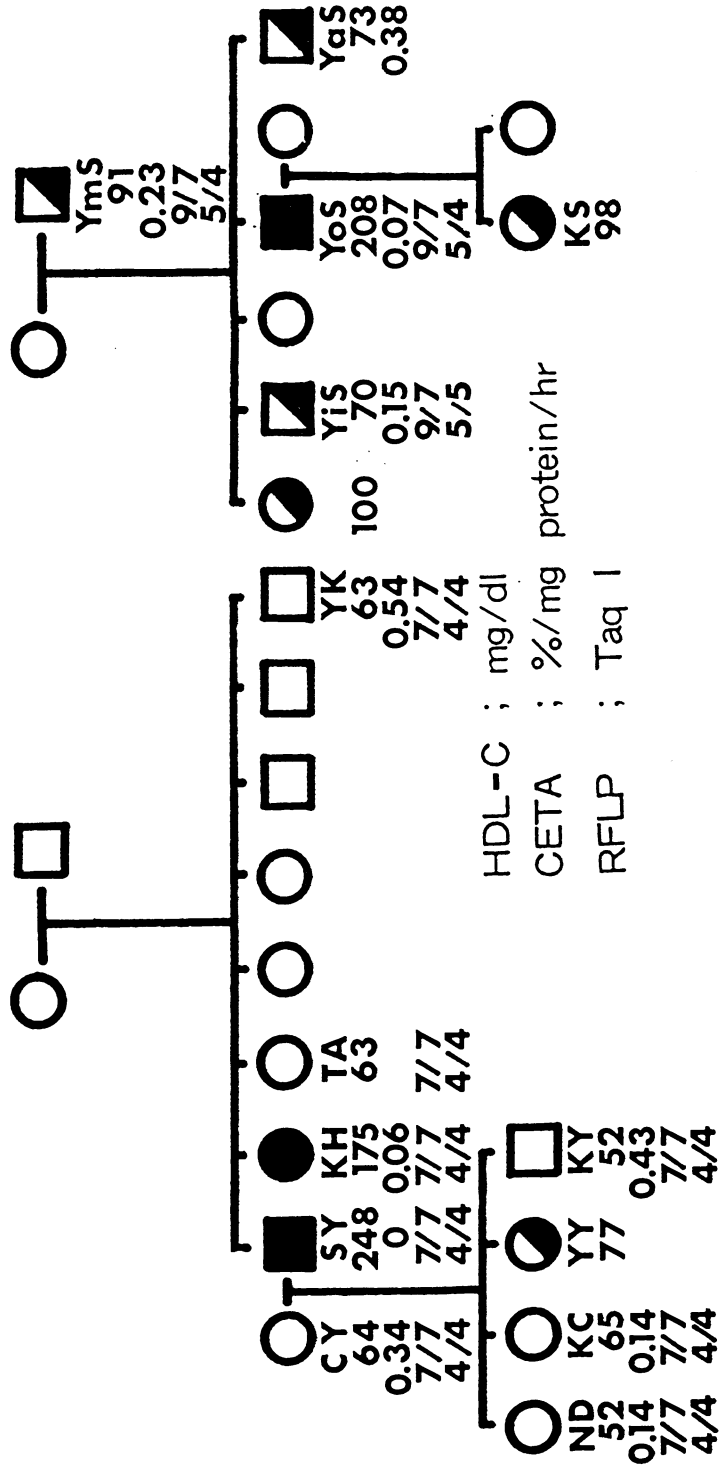 YmS
91
0.23
9/7
5/4
CY
64
0.34
7/7
4/4
SY
248
0
7/7
4/4
KH
175
0.06
7/7
4/4
TA
63
7/7
4/4
YK
63
0.54
7/7
4/4
100
YiS
70
0.15
9/7
5/5
YoS
208
0.07
9/7
5/4
YaS
73
0.38
ND
52
0.14
7/7
4/4
KC
65
0.14
7/7
4/4
YY
77
KY
52
0.43
7/7
4/4
KS
98
HDL-C ; mg/dl
CETA ; %/mg protein/hr
RFLP ; Taq I